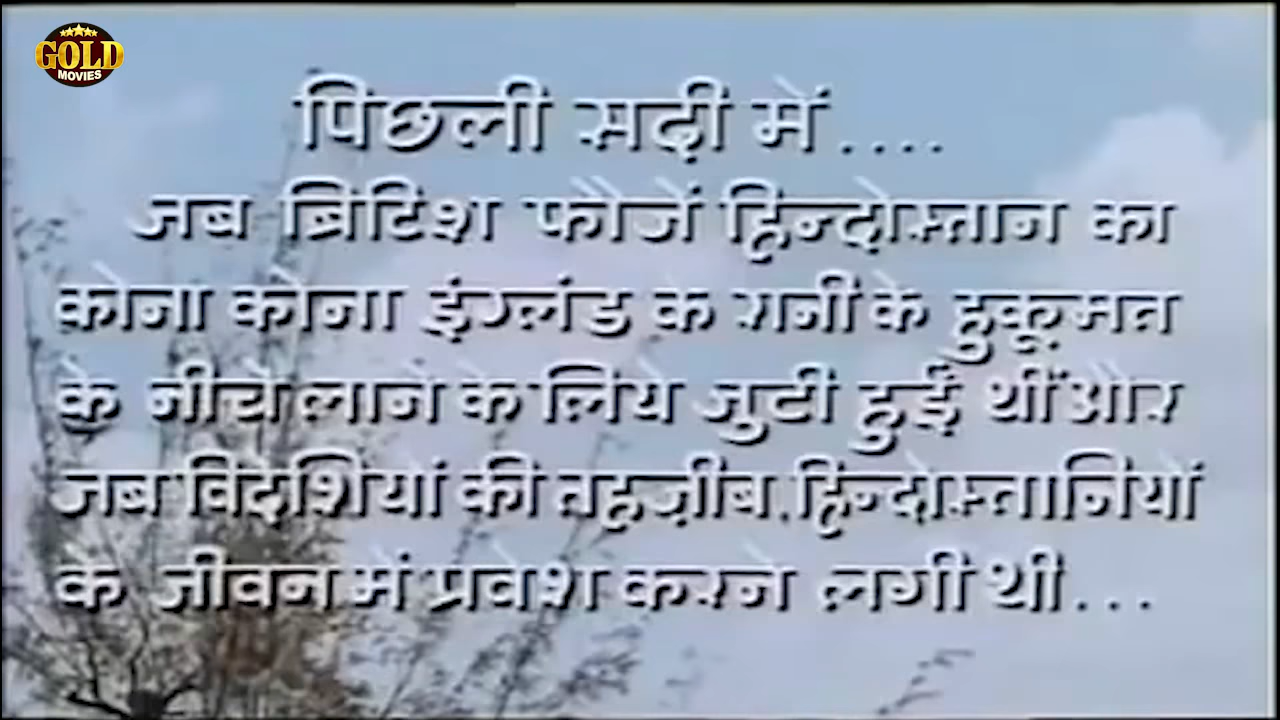 GOLD
MOVIES
पिछली सदी में....
जब ब्रिटिश फौजें हिन्दोस्तान का
कोना कोना इंग्लंड के रानी के हुकूमत
के नीचे लाने के लिये जुटी हुई थीं और
जब विदेशियों की तहज़ीब, हिन्दोस्तानियों
के जीवन में प्रवेश करने लगी थी...